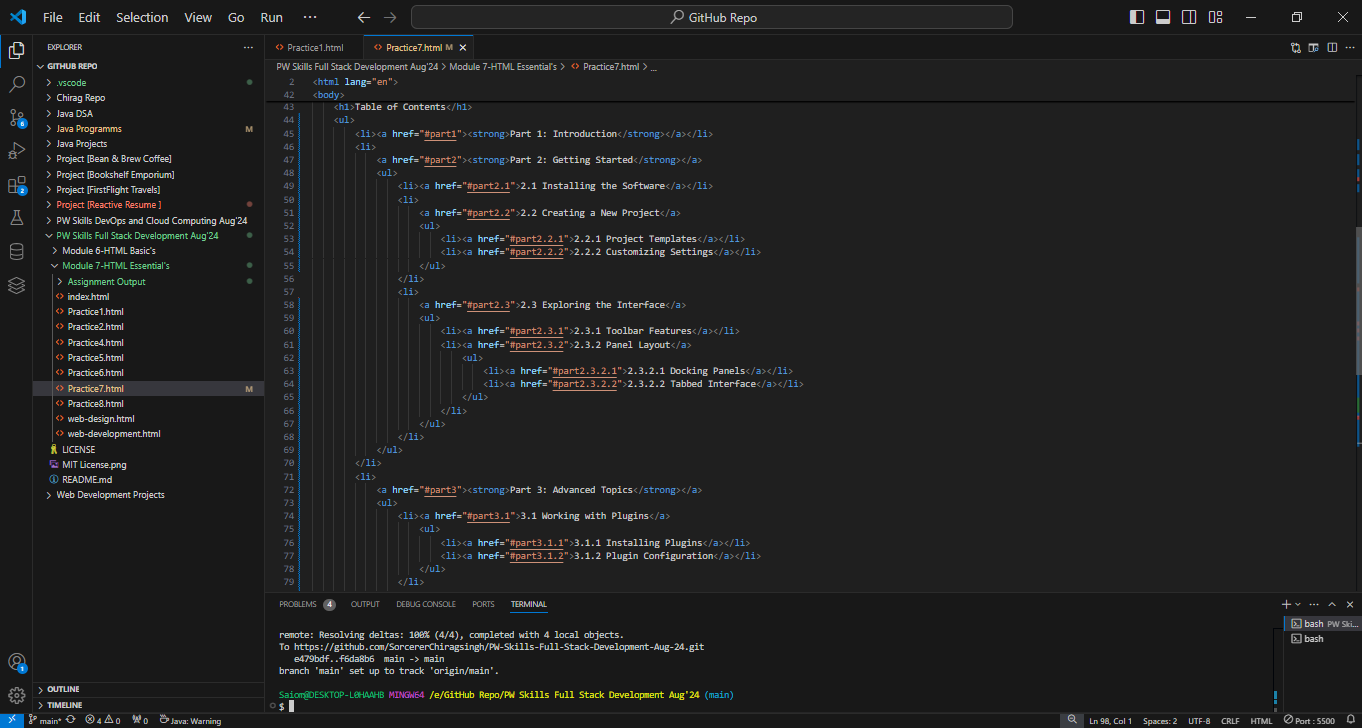 File Edit Selection View Go Run ··· GitHub Repo
EXPLORER ···
GITHUB REPO
.vscode
Chirag Repo
Java DSA
Java Programms M
Java Projects
Project [Bean & Brew Coffee]
Project [Bookshelf Emporium]
Project [FirstFlight Travels]
Project [Reactive Resume ]
PW Skills DevOps and Cloud Computing Aug'24
PW Skills Full Stack Development Aug'24
Module 6-HTML Basic's
Module 7-HTML Essential's
Assignment Output
index.html
Practice1.html
Practice2.html
Practice4.html
Practice5.html
Practice6.html
Practice7.html M
Practice8.html
web-design.html
web-development.html
LICENSE
MIT License.png
README.md
Web Development Projects
OUTLINE
TIMELINE
6
2
1
Practice1.html Practice7.html M
PW Skills Full Stack Development Aug'24 > Module 7-HTML Essential's > Practice7.html > ...
2 <html lang="en">
42 <body>
43 <h1>Table of Contents</h1>
44 <ul>
45 <li><a href="#part1"><strong>Part 1: Introduction</strong></a></li>
46 <li>
47 <a href="#part2"><strong>Part 2: Getting Started</strong></a>
48 <ul>
49 <li><a href="#part2.1">2.1 Installing the Software</a></li>
50 <li>
51 <a href="#part2.2">2.2 Creating a New Project</a>
52 <ul>
53 <li><a href="#part2.2.1">2.2.1 Project Templates</a></li>
54 <li><a href="#part2.2.2">2.2.2 Customizing Settings</a></li>
55 </ul>
56 </li>
57 <li>
58 <a href="#part2.3">2.3 Exploring the Interface</a>
59 <ul>
60 <li><a href="#part2.3.1">2.3.1 Toolbar Features</a></li>
61 <li><a href="#part2.3.2">2.3.2 Panel Layout</a>
62 <ul>
63 <li><a href="#part2.3.2.1">2.3.2.1 Docking Panels</a></li>
64 <li><a href="#part2.3.2.2">2.3.2.2 Tabbed Interface</a></li>
65 </ul>
66 </li>
67 </ul>
68 </li>
69 </ul>
70 </li>
71 <li>
72 <a href="#part3"><strong>Part 3: Advanced Topics</strong></a>
73 <ul>
74 <li><a href="#part3.1">3.1 Working with Plugins</a>
75 <ul>
76 <li><a href="#part3.1.1">3.1.1 Installing Plugins</a></li>
77 <li><a href="#part3.1.2">3.1.2 Plugin Configuration</a></li>
78 </ul>
79 </li>
PROBLEMS 4 OUTPUT DEBUG CONSOLE PORTS TERMINAL
remote: Resolving deltas: 100% (4/4), completed with 4 local objects.
To https://github.com/SorcererChiragsingh/PW-Skills-Full-Stack-Development-Aug-24.git
e479bdf..f6da8b6 main -> main
branch 'main' set up to track 'origin/main'.
Saiom@DESKTOP-L0HAAHB MINGW64 /e/GitHub Repo/PW Skills Full Stack Development Aug'24 (main)
$
bash PW Ski...
bash
main* 4 0 0 Java: Warning Ln 98, Col 1 Spaces: 2 UTF-8 CRLF HTML Port : 5500